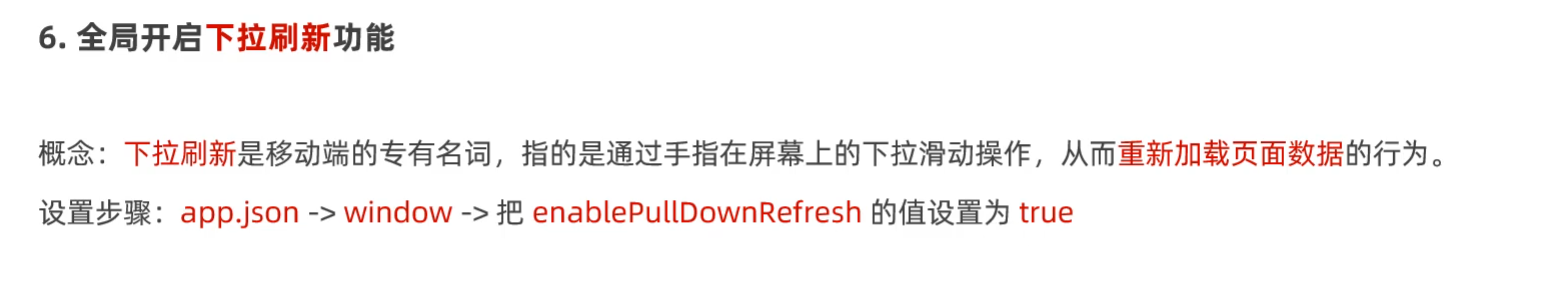 6. 全局开启下拉刷新功能
概念：下拉刷新是移动端的专有名词，指的是通过手指在屏幕上的下拉滑动操作，从而重新加载页面数据的行为。
设置步骤：app.json -> window -> 把 enablePullDownRefresh 的值设置为 true